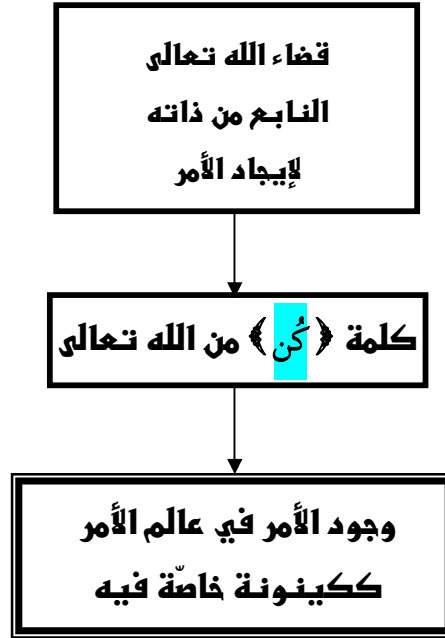 قضاء الله تعالى
النابع من ذاته
لإيجاد الأمر
كلمة ﴿ كُن ﴾ من الله تعالى
وجود الأمر في عالم الأمر
ككينونة خاصّة فيه